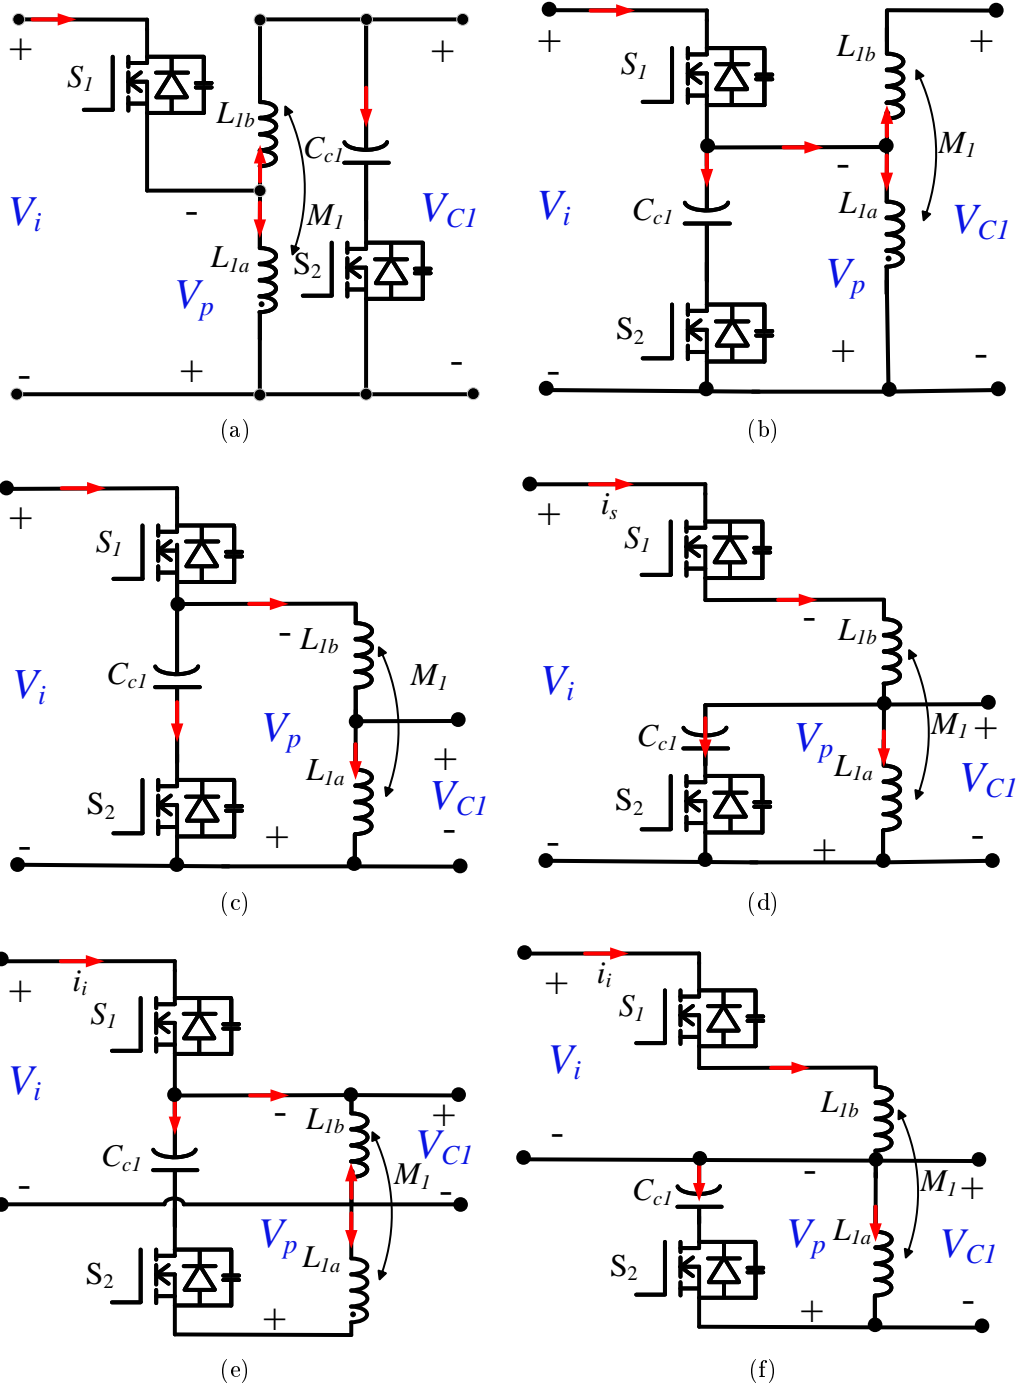 + S1 L1b Cc1 +
Vi - M1 VC1
L1a S2
Vp
- + -
(a)
+ S1 L1b +
- M1
Vi Cc1 L1a VC1
Vp
S2 + -
-
(b)
+ S1
- L1b
Vi Cc1 M1
Vp +
L1a VC1
S2 + -
-
(c)
+ is S1
- L1b
Vi
Cc1 Vp M1 +
L1a VC1
S2
- + -
(d)
+ ii S1
Vi - L1b +
VC1
Cc1 M1
- -
Vp L1a
S2
+
(e)
+ ii S1
Vi
L1b
- - M1 +
Cc1
Vp L1a VC1
S2
+ -
(f)